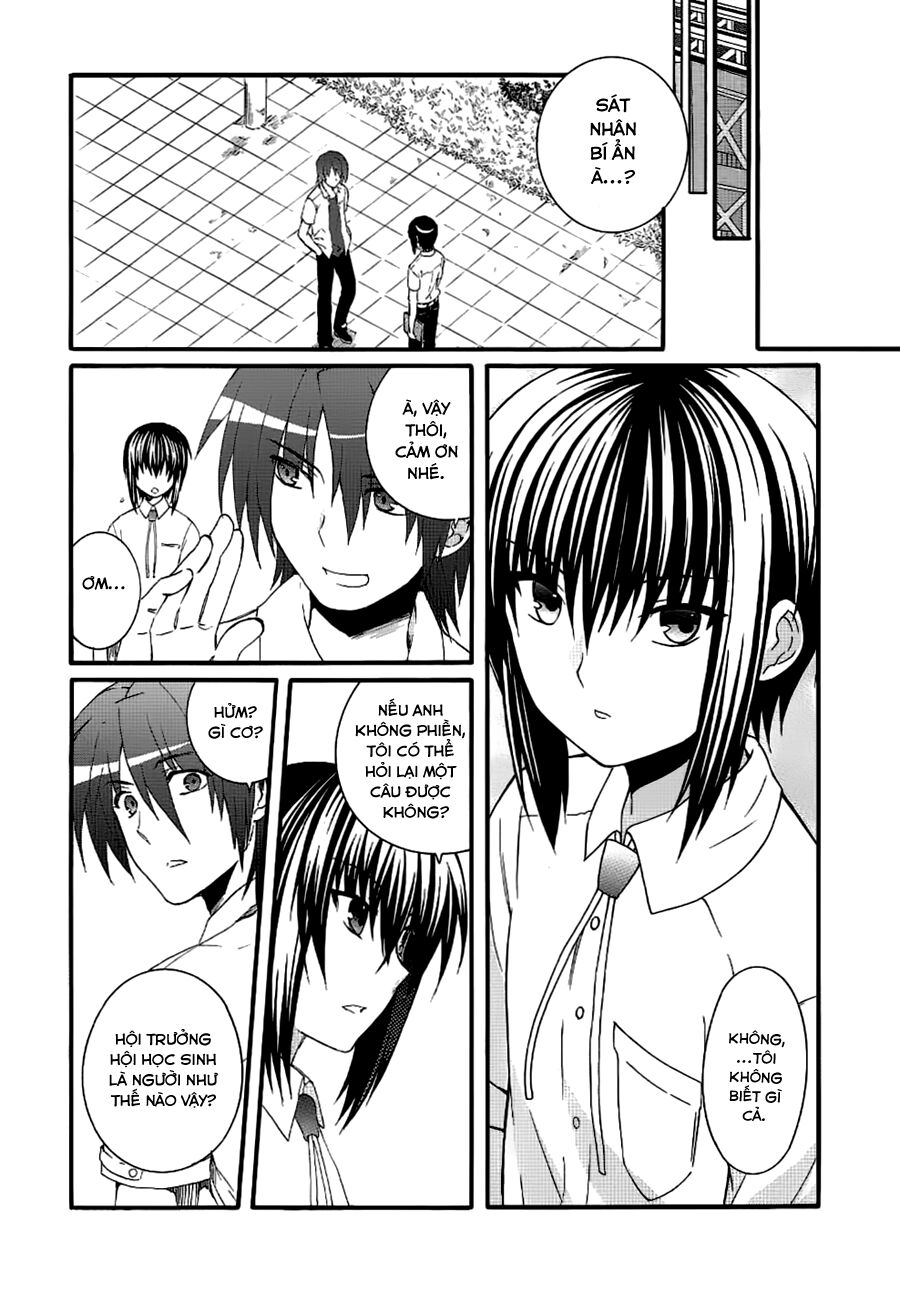 SÁT
NHÂN
BÍ ẨN
À...?
KHÔNG,
...TÔI
KHÔNG
BIẾT GÌ
CẢ.
À, VẬY
THÔI,
CẢM ƠN
NHÉ.
ƠM...
NẾU ANH
KHÔNG PHIỀN,
TÔI CÓ THỂ
HỎI LẠI MỘT
CÂU ĐƯỢC
KHÔNG?
HỬM?
GÌ CƠ?
HỘI TRƯỞNG
HỘI HỌC SINH
LÀ NGƯỜI NHƯ
THẾ NÀO VẬY?